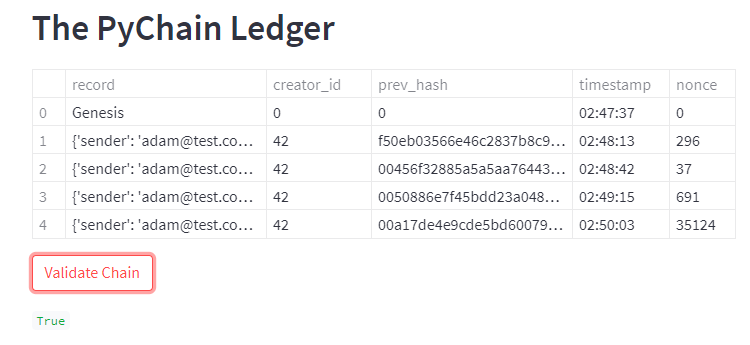 The PyChain Ledger
record creator_id prev_hash timestamp nonce
0 Genesis 0 0 02:47:37 0
1 {'sender': 'adam@test.co... 42 f50eb03566e46c2837b8c9... 02:48:13 296
2 {'sender': 'adam@test.co... 42 00456f32885a5a5aa76443... 02:48:42 37
3 {'sender': 'adam@test.co... 42 0050886e7f45bdd23a048... 02:49:15 691
4 {'sender': 'adam@test.co... 42 00a17de4e9cde5bd60079... 02:50:03 35124
Validate Chain
True